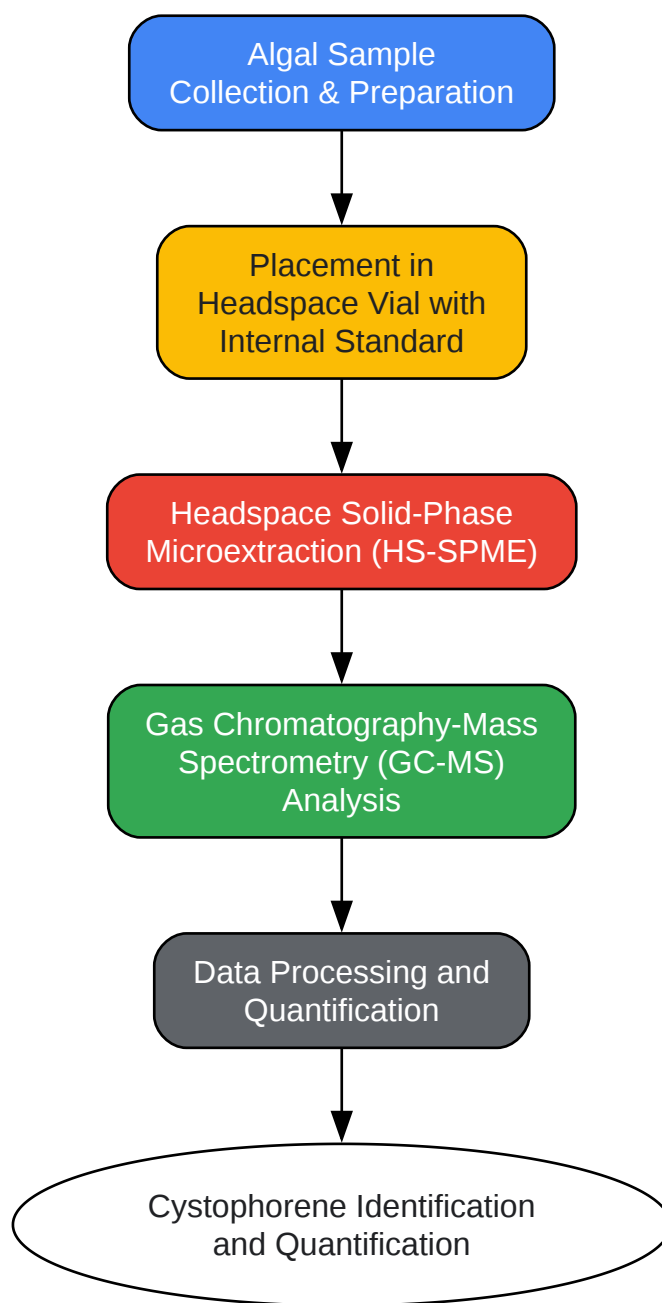 Algal Sample
Collection & Preparation
Placement in
Headspace Vial with
Internal Standard
Headspace Solid-Phase
Microextraction (HS-SPME)
Gas Chromatography-Mass
Spectrometry (GC-MS)
Analysis
Data Processing and
Quantification
Cystophorene Identification
and Quantification